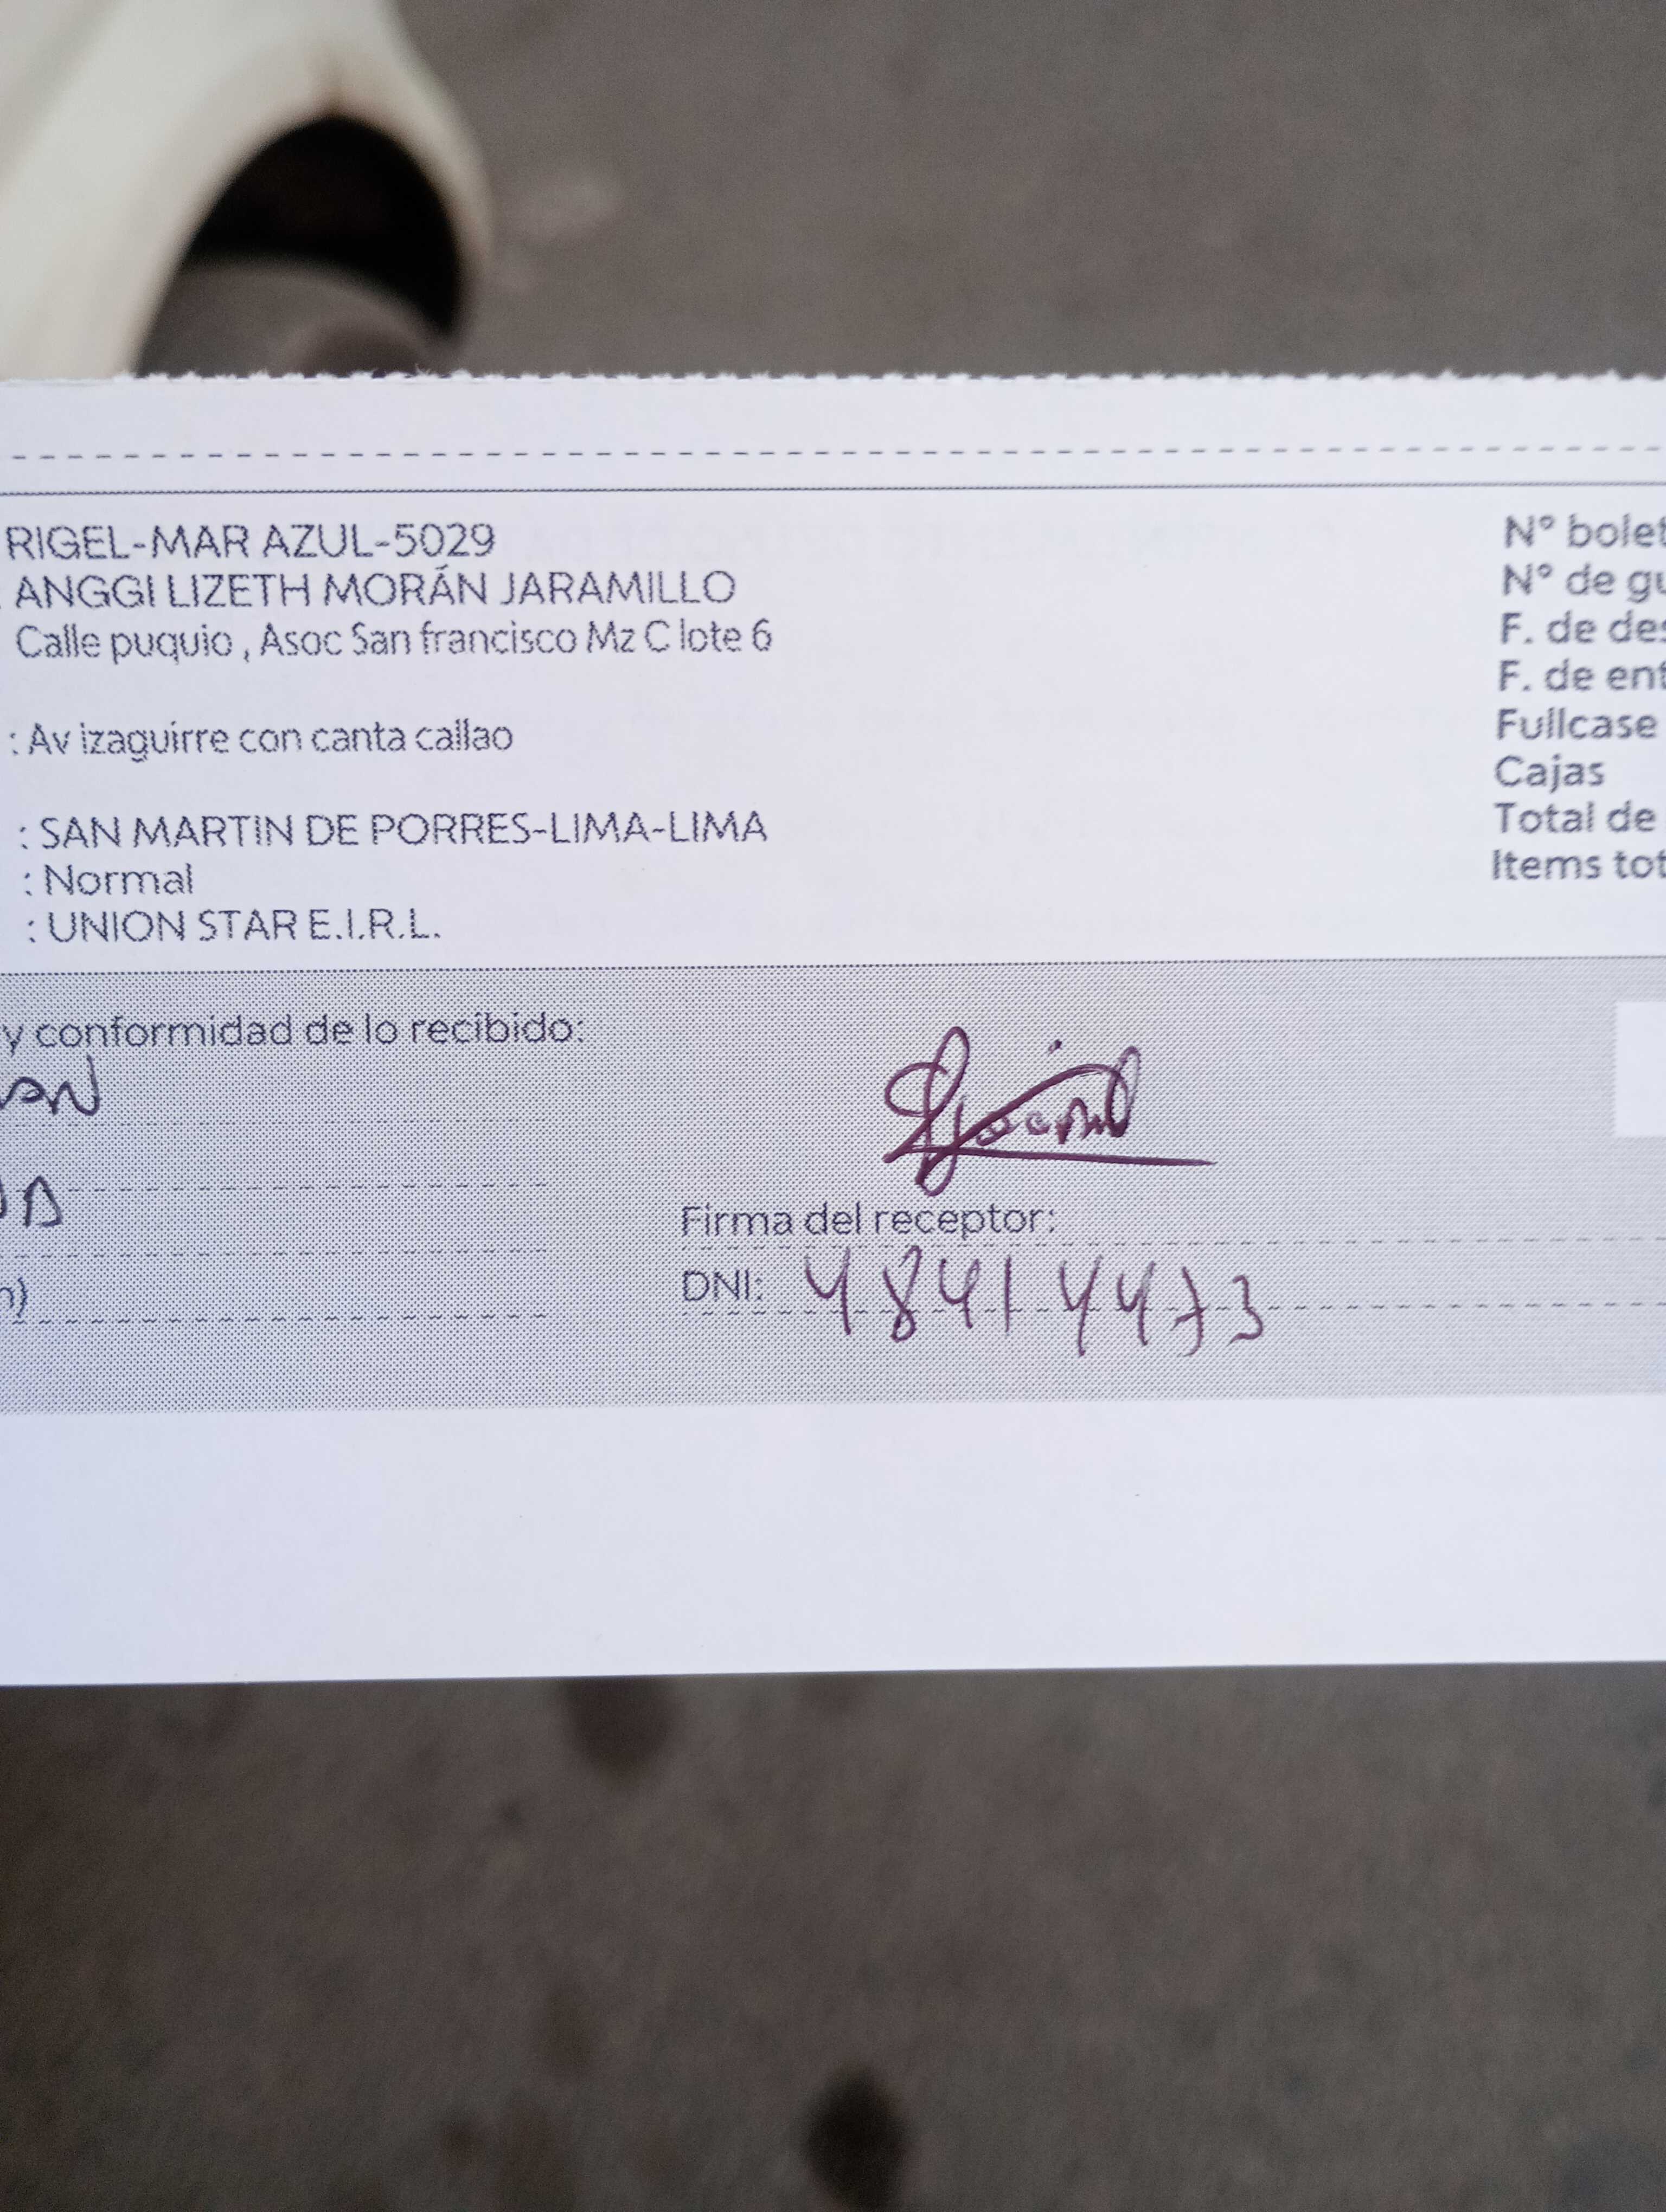 RIGEL-MAR AZUL-5029
: ANGGI LIZETH MORÁN JARAMILLO
Calle puquio , Asoc San francisco Mz C lote 6
: Av izaguirre con canta callao
: SAN MARTIN DE PORRES-LIMA-LIMA
: Normal
: UNION STAR E.I.R.L.
N° bolet
N° de gu
F. de des
F. de ent
Fullcase
Cajas
Total de
Items tot
y conformidad de lo recibido:
Firma del receptor:
DNI: 48414473